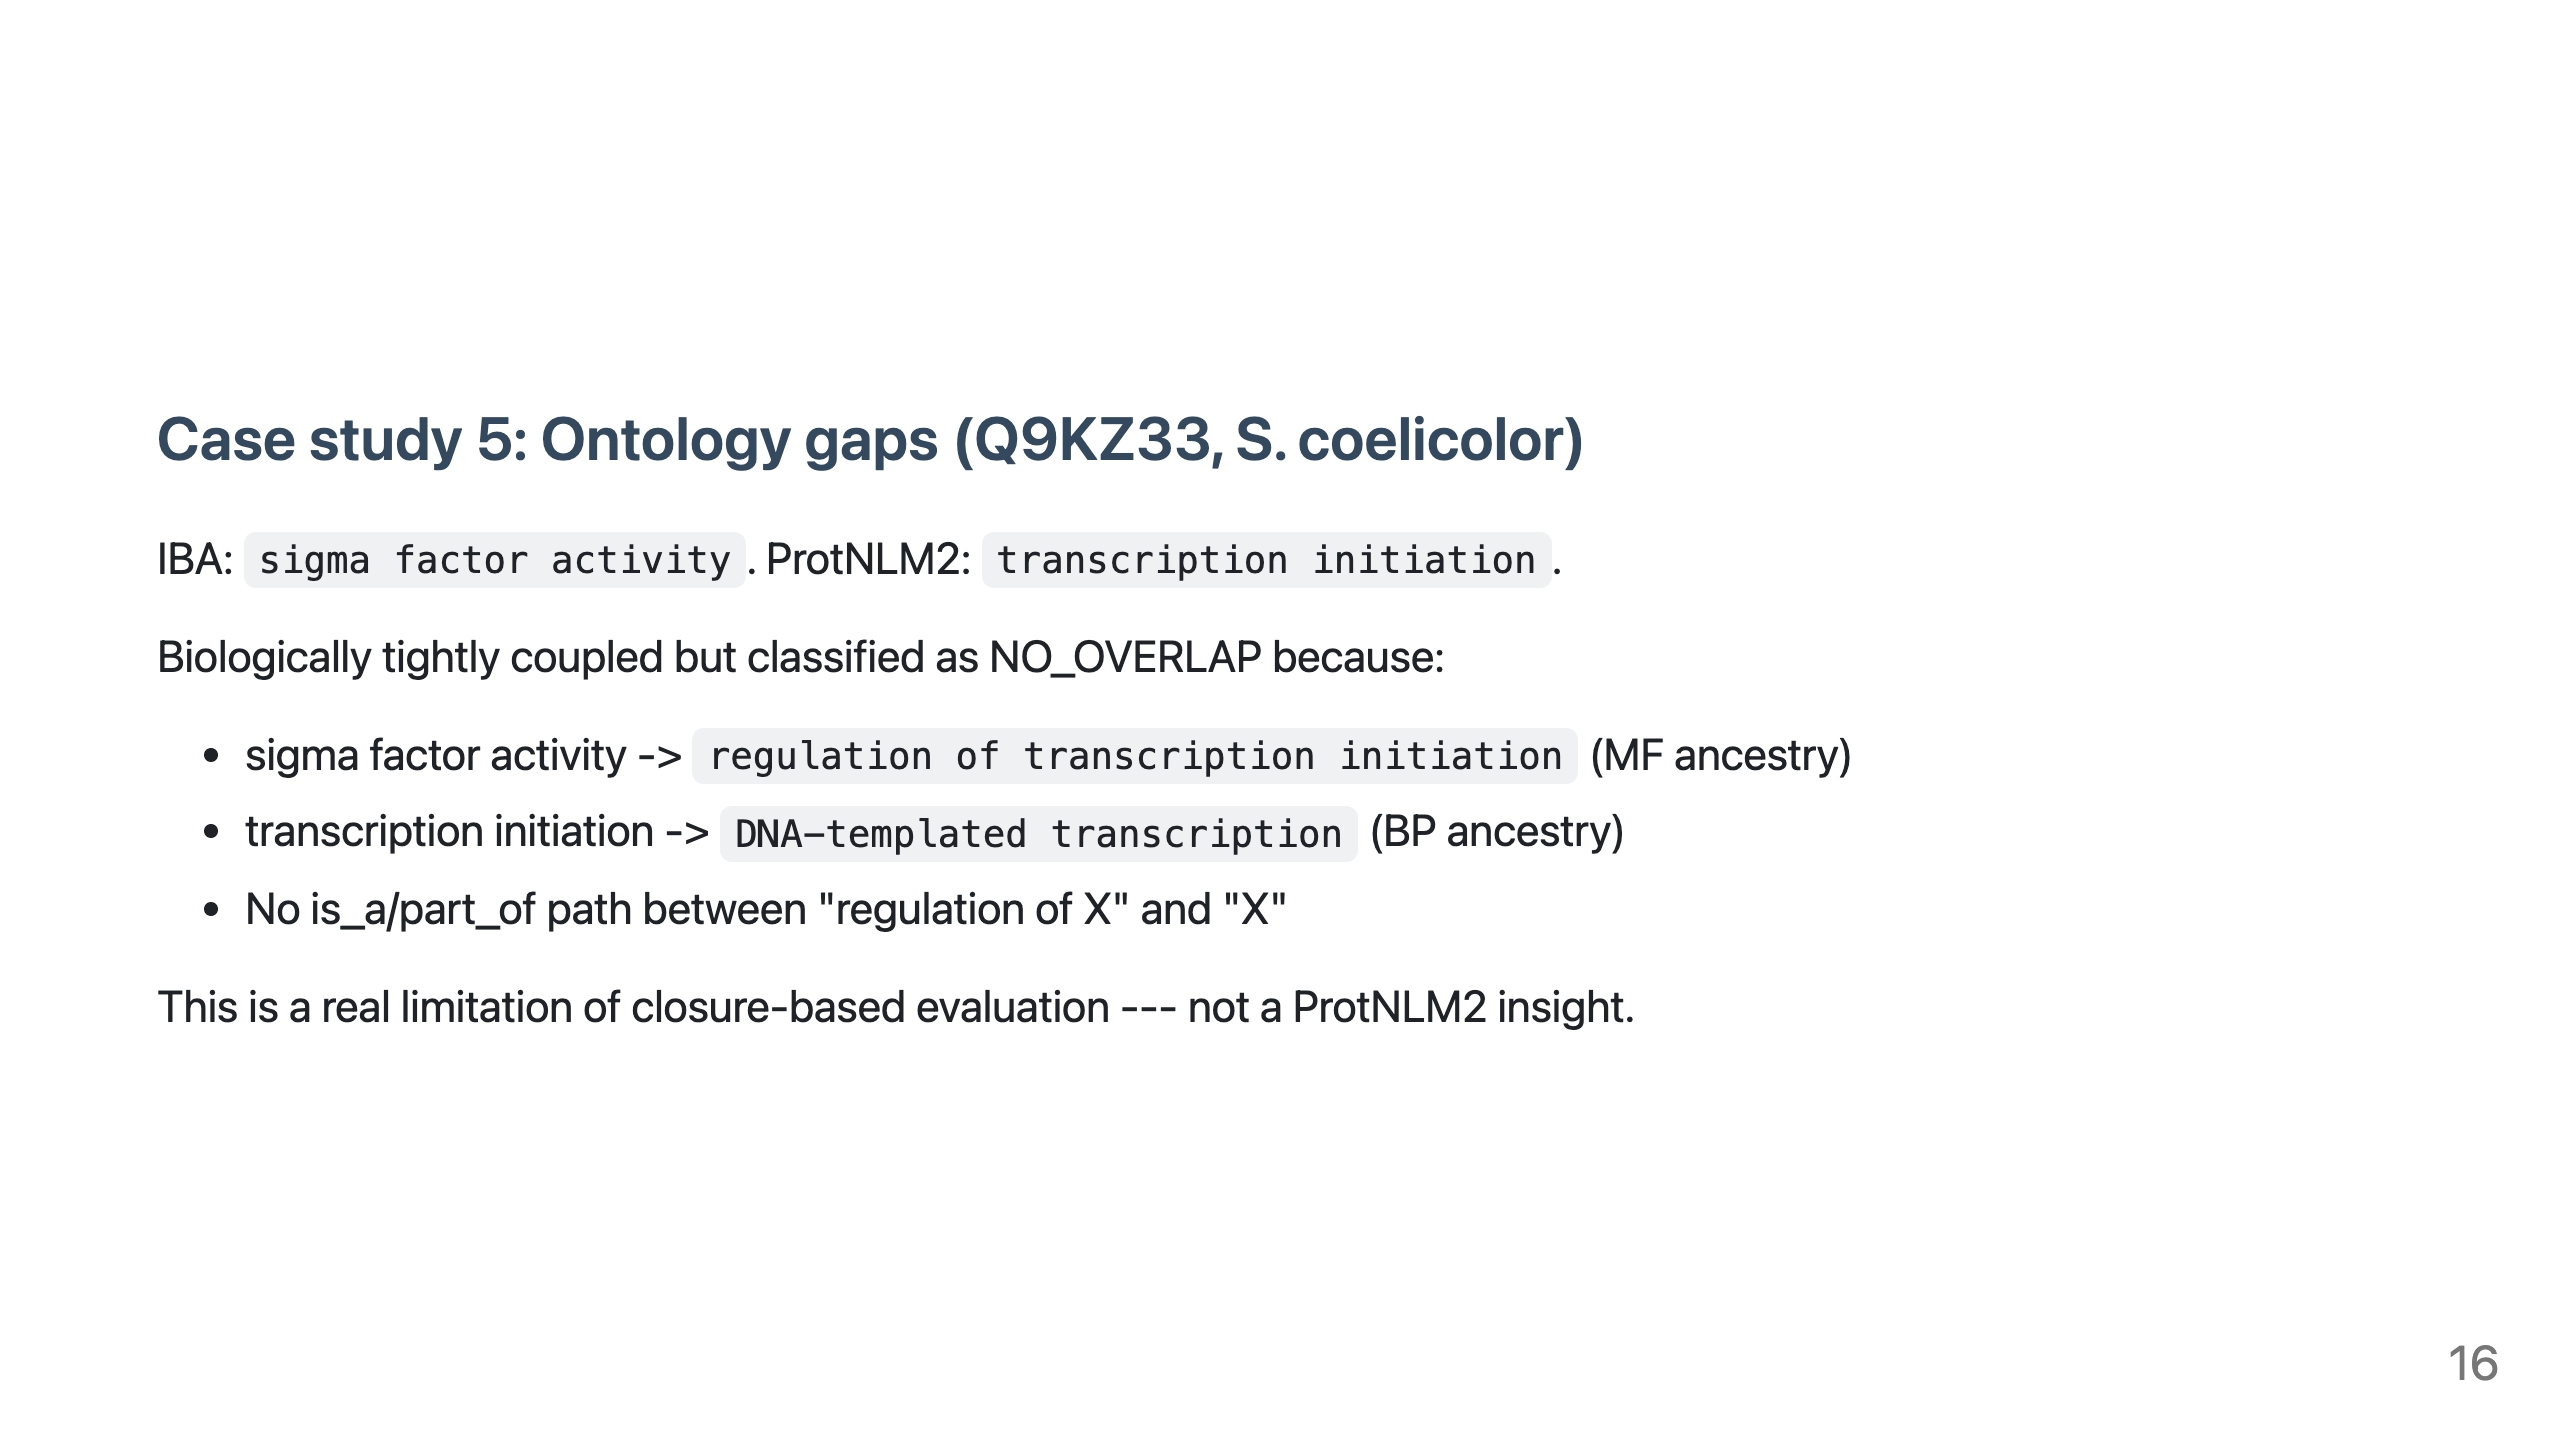 Case study 5: Ontology gaps (Q9KZ33, S. coelicolor)
IBA: sigma factor activity. ProtNLM2: transcription initiation.
Biologically tightly coupled but classified as NO_OVERLAP because:
• sigma factor activity -> regulation of transcription initiation (MF ancestry)
• transcription initiation -> DNA-templated transcription (BP ancestry)
• No is_a/part_of path between "regulation of X" and "X"
This is a real limitation of closure-based evaluation --- not a ProtNLM2 insight.
16